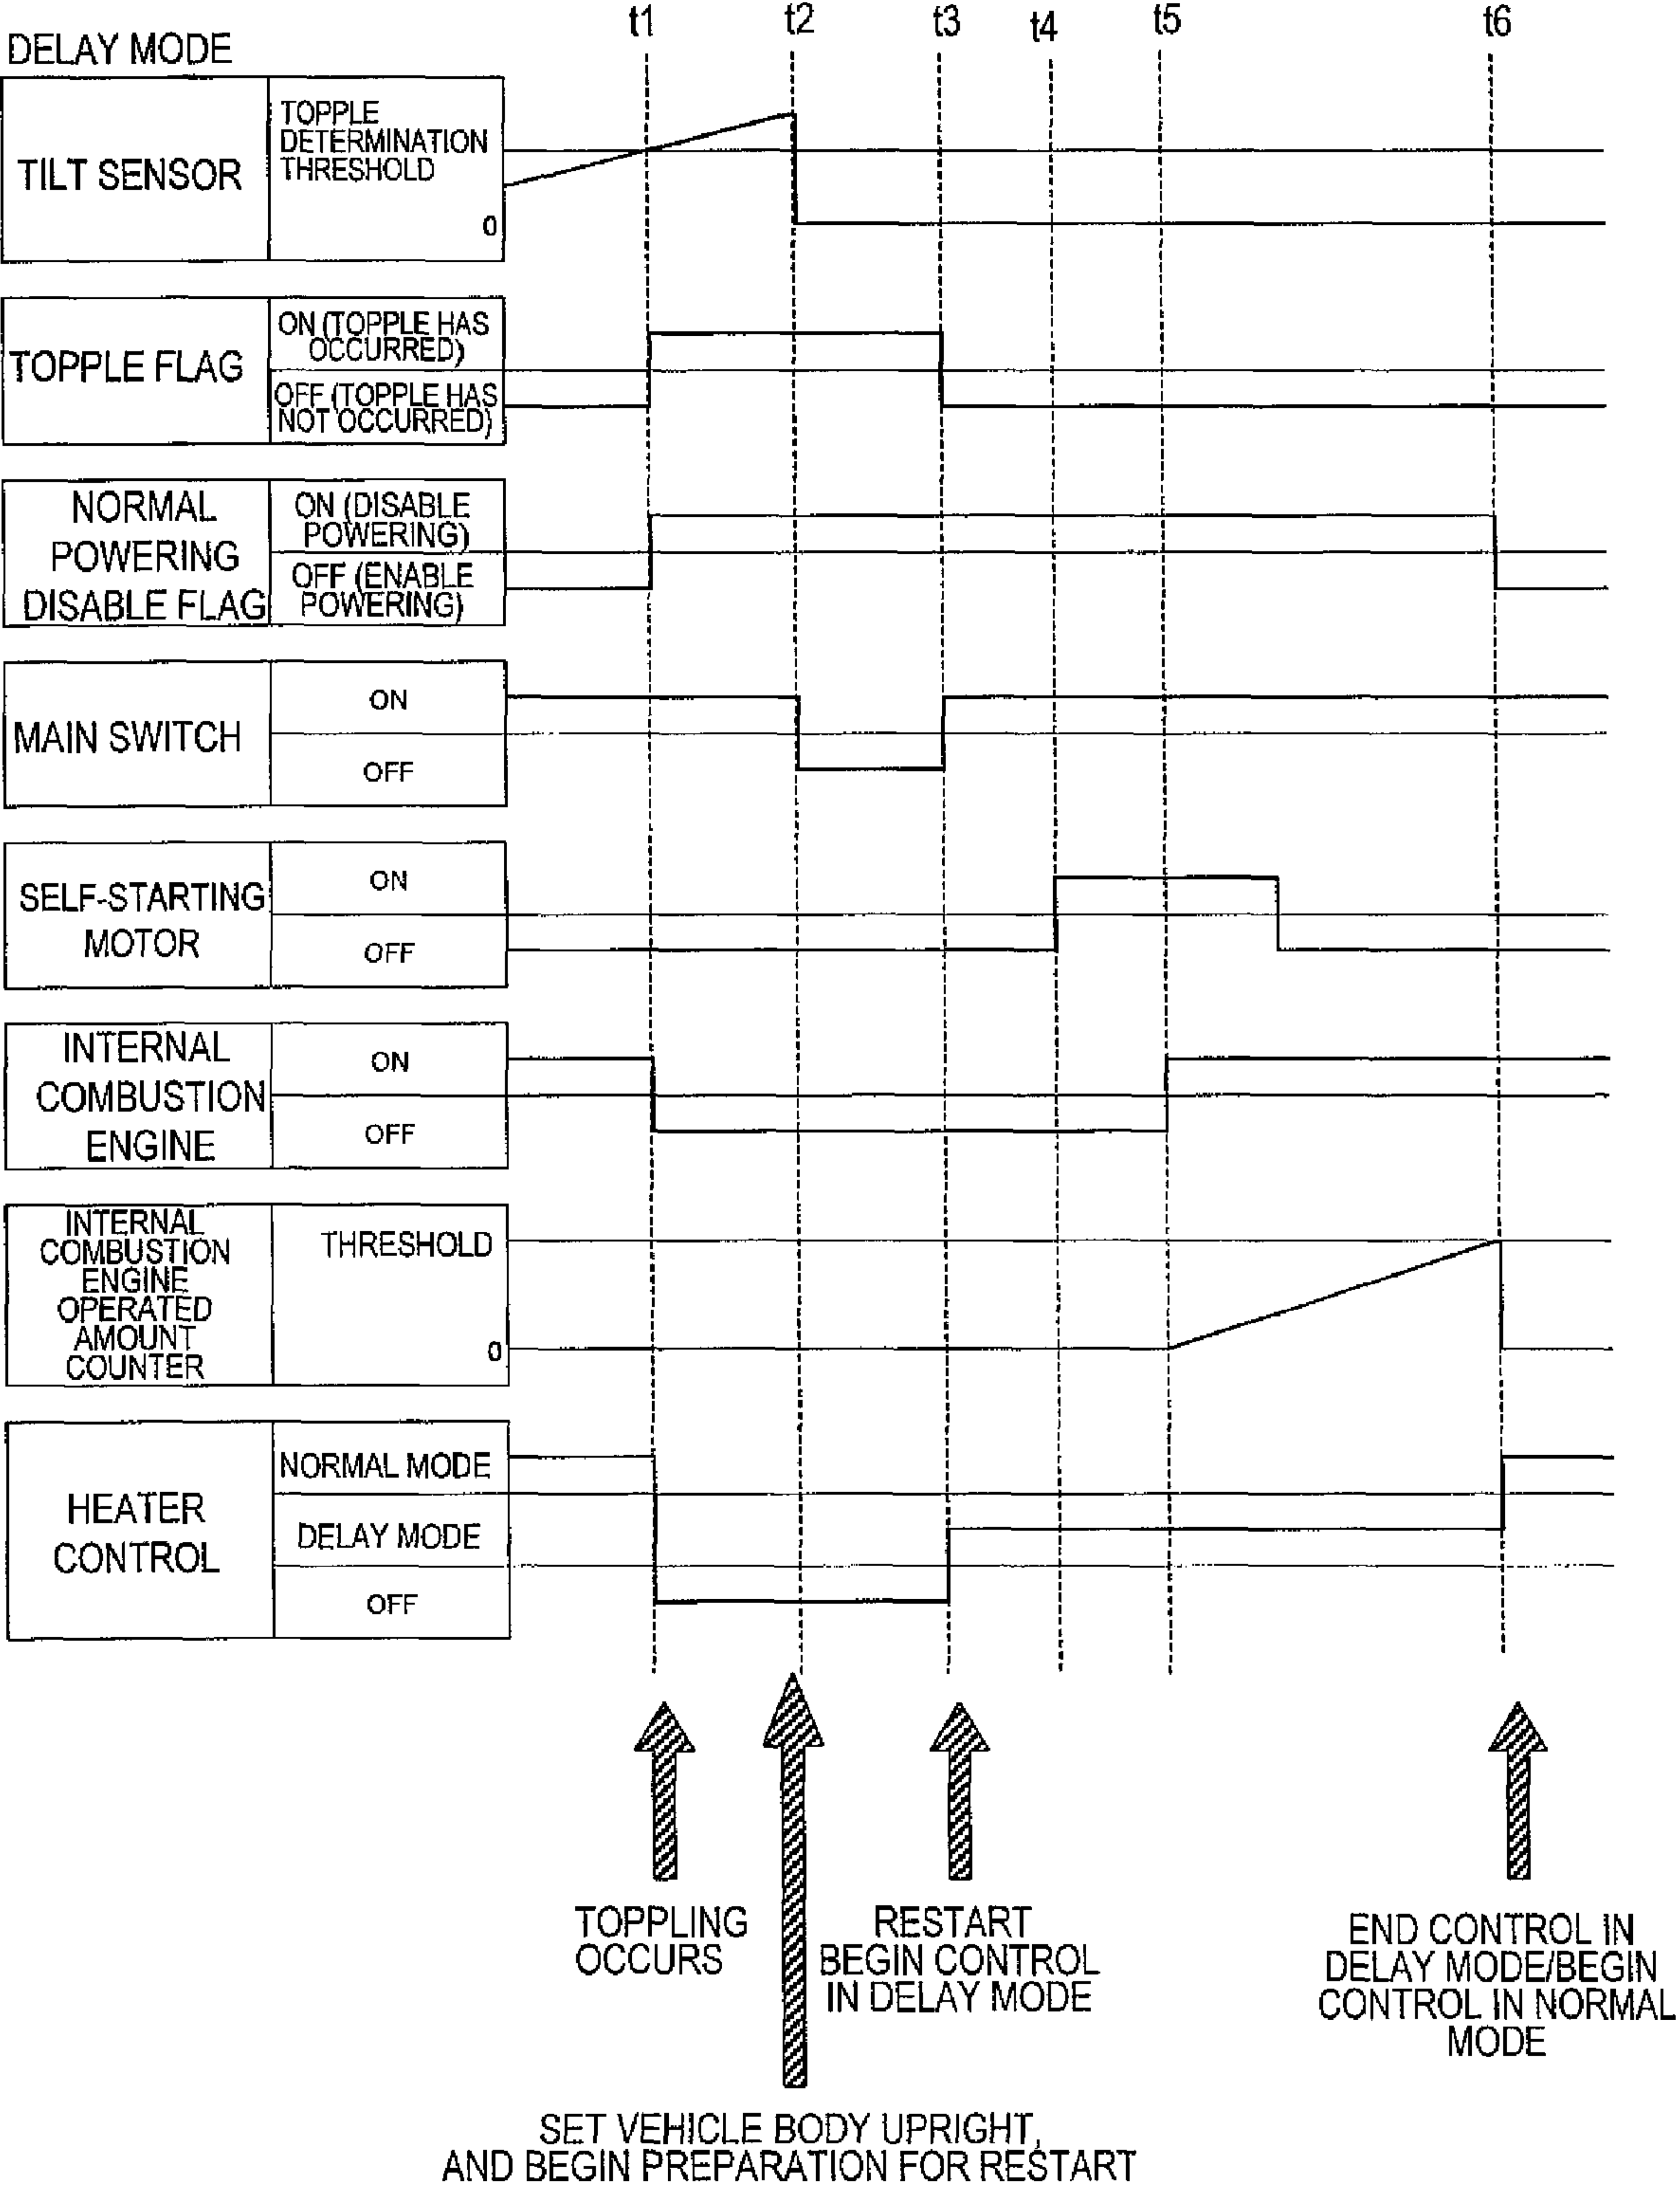 t1 t2 t3 t4 t5 t6
DELAY MODE
TILT SENSOR
TOPPLE
DETERMINATION
THRESHOLD
0
TOPPLE FLAG
ON (TOPPLE HAS
OCCURRED)
OFF (TOPPLE HAS
NOT OCCURRED)
NORMAL
POWERING
DISABLE FLAG
ON (DISABLE
POWERING)
OFF (ENABLE
POWERING)
MAIN SWITCH
ON
OFF
SELF-STARTING
MOTOR
ON
OFF
INTERNAL
COMBUSTION
ENGINE
ON
OFF
INTERNAL
COMBUSTION
ENGINE
OPERATED
AMOUNT
COUNTER
THRESHOLD
0
HEATER
CONTROL
NORMAL MODE
DELAY MODE
OFF
TOPPLING
OCCURS
RESTART
BEGIN CONTROL
IN DELAY MODE
END CONTROL IN
DELAY MODE/BEGIN
CONTROL IN NORMAL
MODE
SET VEHICLE BODY UPRIGHT,
AND BEGIN PREPARATION FOR RESTART